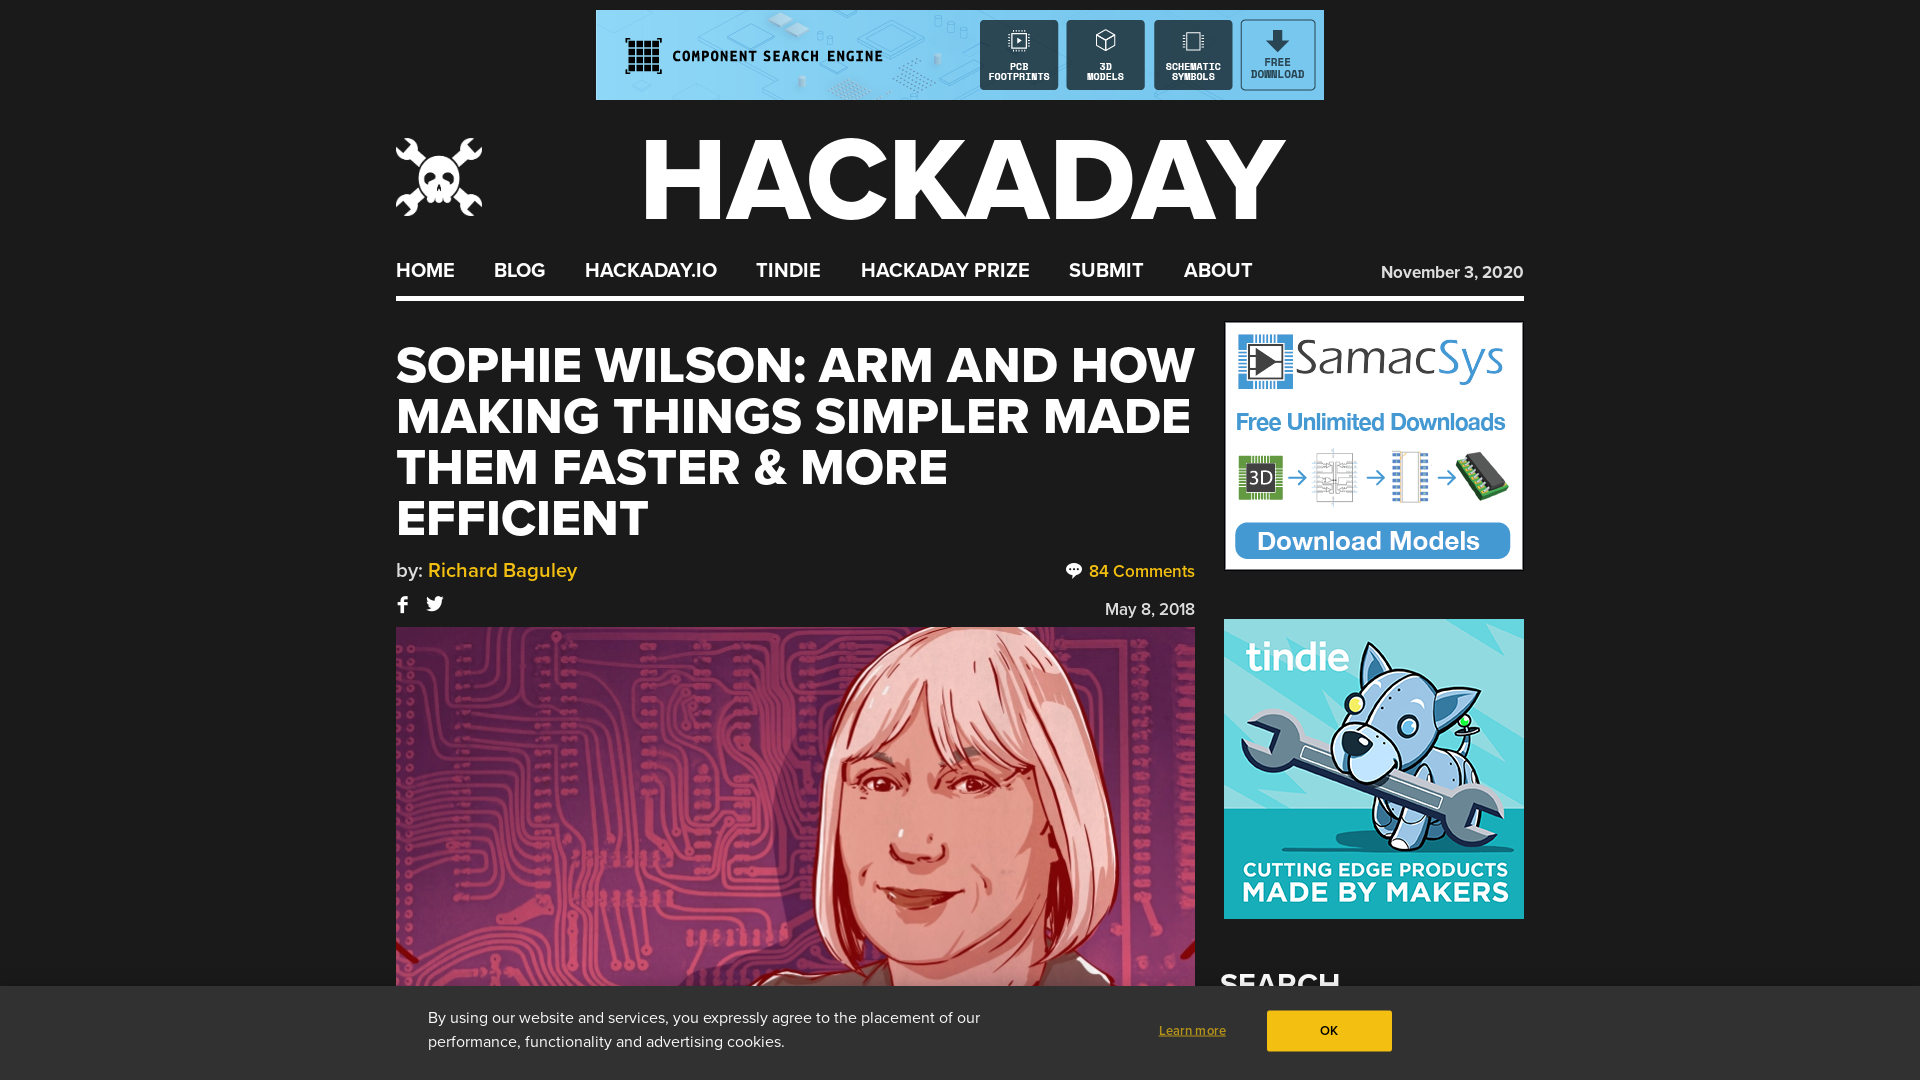 COMPONENT SEARCH ENGINE
PCB
FOOTPRINTS
3D
MODELS
SCHEMATIC
SYMBOLS
FREE
DOWNLOAD
HACKADAY
HOME BLOG HACKADAY.IO TINDIE HACKADAY PRIZE SUBMIT ABOUT November 3, 2020
SOPHIE WILSON: ARM AND HOW
MAKING THINGS SIMPLER MADE
THEM FASTER & MORE
EFFICIENT
by: Richard Baguley
84 Comments
May 8, 2018
SamacSys
Free Unlimited Downloads
3D
Download Models
tindie
CUTTING EDGE PRODUCTS
MADE BY MAKERS
SEARCH
By using our website and services, you expressly agree to the placement of our
performance, functionality and advertising cookies.
Learn more
OK